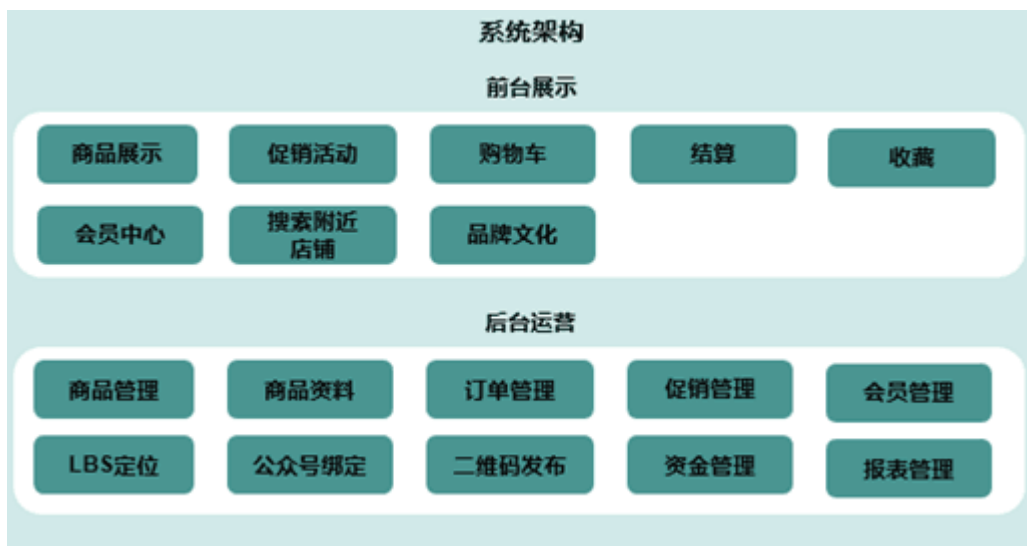 系统架构
前台展示
商品展示
促销活动
购物车
结算
收藏
会员中心
搜索附近
店铺
品牌文化
后台运营
商品管理
商品资料
订单管理
促销管理
会员管理
LBS定位
公众号绑定
二维码发布
资金管理
报表管理